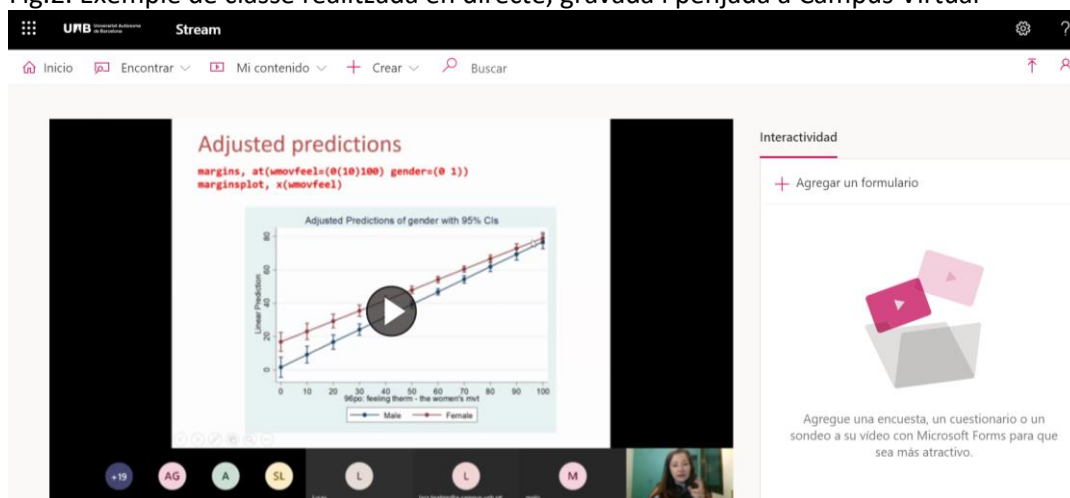 Fig.2. Exemple de classe realitzada en directe, gravada i penjada a Campus Virtual
UAB Universitat Autònoma de Barcelona Stream ?
Inicio Encontrar Mi contenido Crear Buscar
Adjusted predictions
margins, at(wmovfeel=(0(10)100) gender=(0 1))
marginsplot, x(wmovfeel)
Adjusted Predictions of gender with 95% CIs
Linear Prediction
80
60
40
20
0
0 10 20 30 40 50 60 70 80 90 100
96po: feeling therm - the women's mvt
Male Female
+19 AG A SL L L M
Interactividad
Agregar un formulario
Agregue una encuesta, un cuestionario o un
sondeo a su vídeo con Microsoft Forms para que
sea más atractivo.